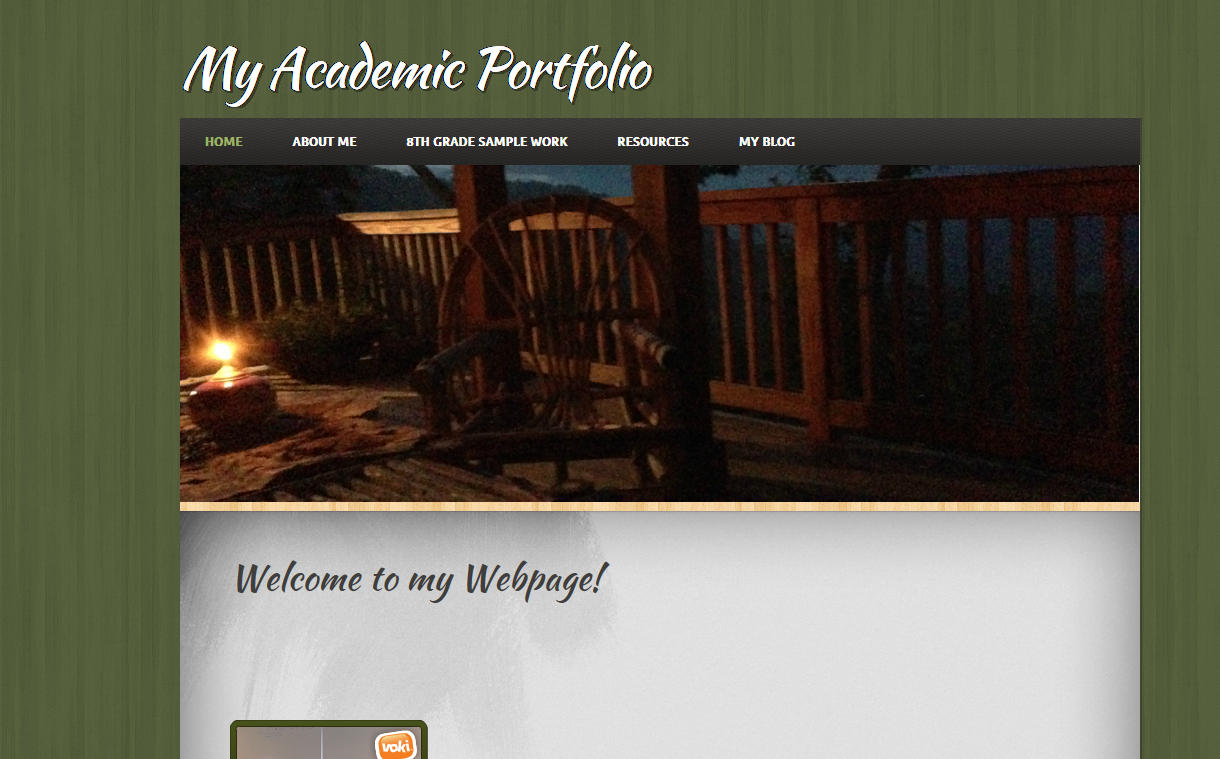 My Academic Portfolio
HOME ABOUT ME 8TH GRADE SAMPLE WORK RESOURCES MY BLOG
Welcome to my Webpage!
voki